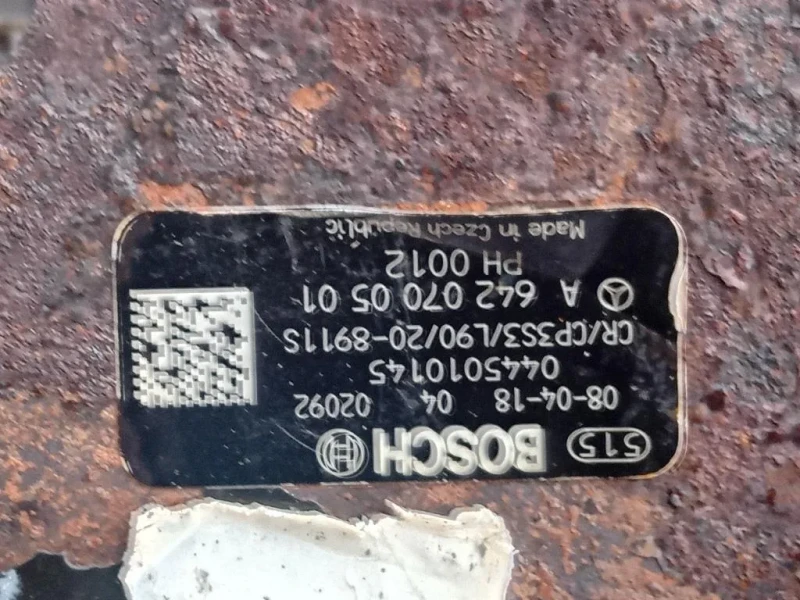 515 BOSCH
08-04-18 04 02092
0445010145
CR/CP3S3/L90/20-8911S
A 642 070 05 01
PH 0012
Made in Czech Republic